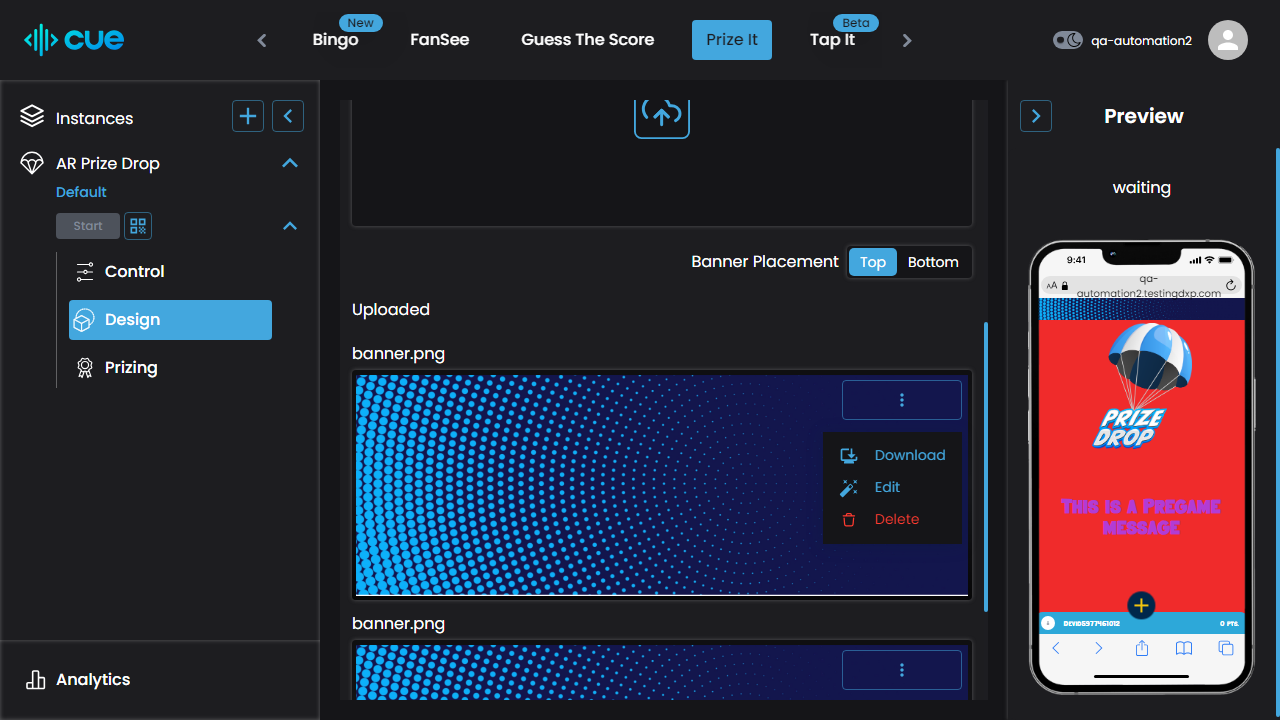 cue
Bingo
New
FanSee
Guess The Score
Prize It
Tap It
Beta
qa-automation2
Instances
AR Prize Drop
Default
Start
Control
Design
Prizing
Analytics
Banner Placement
Top
Bottom
Uploaded
banner.png
Download
Edit
Delete
banner.png
Preview
waiting
9:41
AA
qa-
automation2.testingdxp.com
PRIZE
DROP
This is a Pregame
message
DEVIDS977461012
0 PTS.